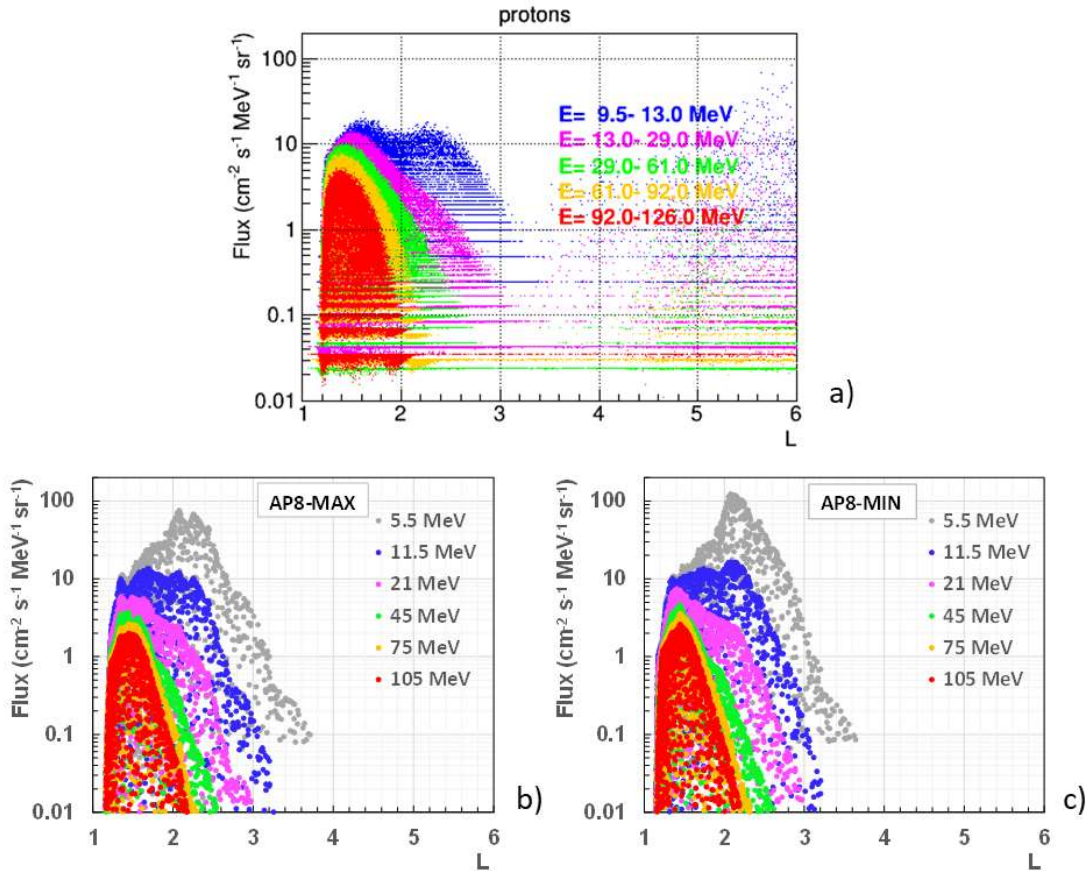 protons
Flux (cm⁻² s⁻¹ MeV⁻¹ sr⁻¹)
100
10
1
0.1
0.01
E= 9.5- 13.0 MeV
E= 13.0- 29.0 MeV
E= 29.0- 61.0 MeV
E= 61.0- 92.0 MeV
E= 92.0-126.0 MeV
1 2 3 4 5 6
L
a)
Flux (cm⁻² s⁻¹ MeV⁻¹ sr⁻¹)
100
10
1
0.1
0.01
AP8-MAX
5.5 MeV
11.5 MeV
21 MeV
45 MeV
75 MeV
105 MeV
1 2 3 4 5 6
L
b)
Flux (cm⁻² s⁻¹ MeV⁻¹ sr⁻¹)
100
10
1
0.1
0.01
AP8-MIN
5.5 MeV
11.5 MeV
21 MeV
45 MeV
75 MeV
105 MeV
1 2 3 4 5 6
L
c)